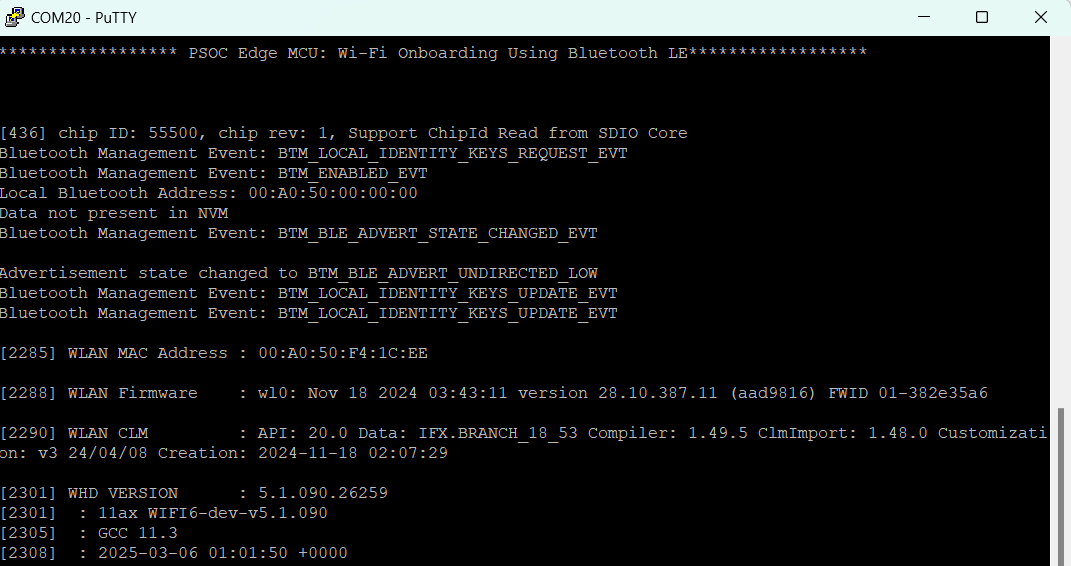 COM20 - PuTTY
****************** PSOC Edge MCU: Wi-Fi Onboarding Using Bluetooth LE******************
[436] chip ID: 55500, chip rev: 1, Support ChipId Read from SDIO Core
Bluetooth Management Event: BTM_LOCAL_IDENTITY_KEYS_REQUEST_EVT
Bluetooth Management Event: BTM_ENABLED_EVT
Local Bluetooth Address: 00:A0:50:00:00:00
Data not present in NVM
Bluetooth Management Event: BTM_BLE_ADVERT_STATE_CHANGED_EVT
Advertisement state changed to BTM_BLE_ADVERT_UNDIRECTED_LOW
Bluetooth Management Event: BTM_LOCAL_IDENTITY_KEYS_UPDATE_EVT
Bluetooth Management Event: BTM_LOCAL_IDENTITY_KEYS_UPDATE_EVT
[2285] WLAN MAC Address : 00:A0:50:F4:1C:EE
[2288] WLAN Firmware    : wl0: Nov 18 2024 03:43:11 version 28.10.387.11 (aad9816) FWID 01-382e35a6
[2290] WLAN CLM         : API: 20.0 Data: IFX.BRANCH_18_53 Compiler: 1.49.5 ClmImport: 1.48.0 Customizati
on: v3 24/04/08 Creation: 2024-11-18 02:07:29
[2301] WHD VERSION      : 5.1.090.26259
[2301]  : 11ax WIFI6-dev-v5.1.090
[2305]  : GCC 11.3
[2308]  : 2025-03-06 01:01:50 +0000